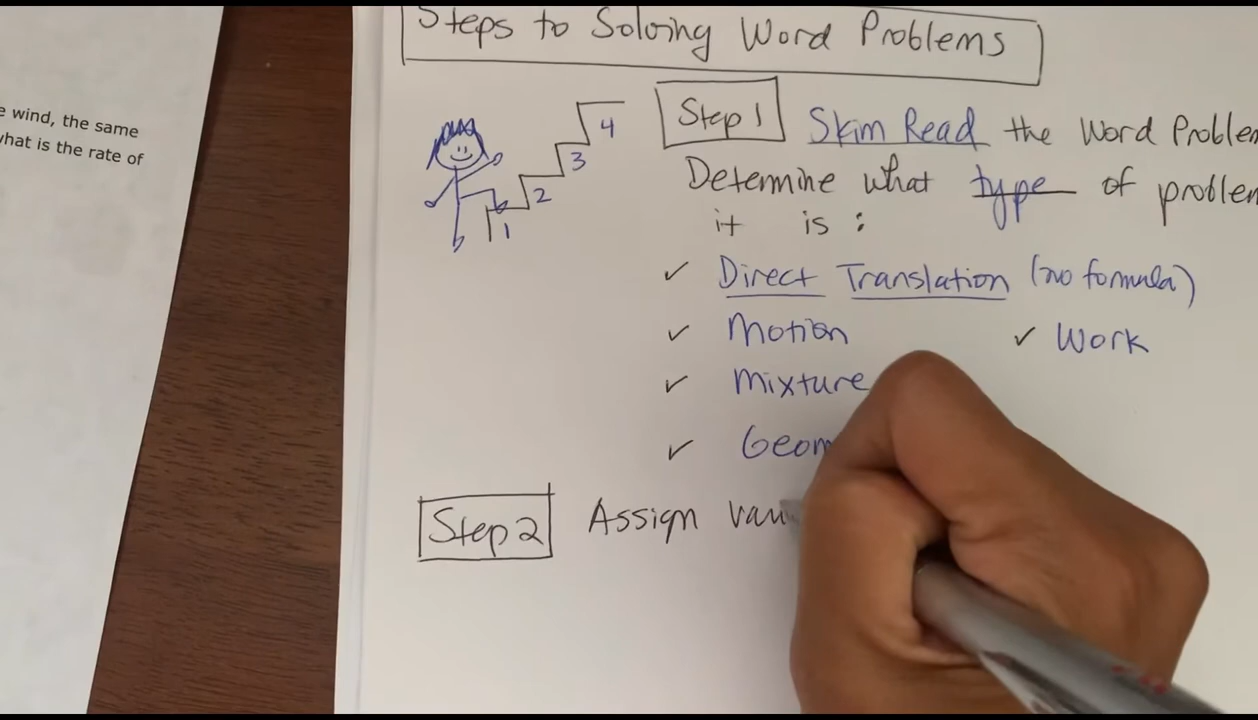 Steps to Solving Word Problems
e wind, the same
what is the rate of
Step 1 Skim Read the Word Problem
Determine what type of problem
it is :
4
3
2
1
✓ Direct Translation (no formula)
✓ Motion ✓ Work
✓ Mixture
✓ Geom
Step 2 Assign vari